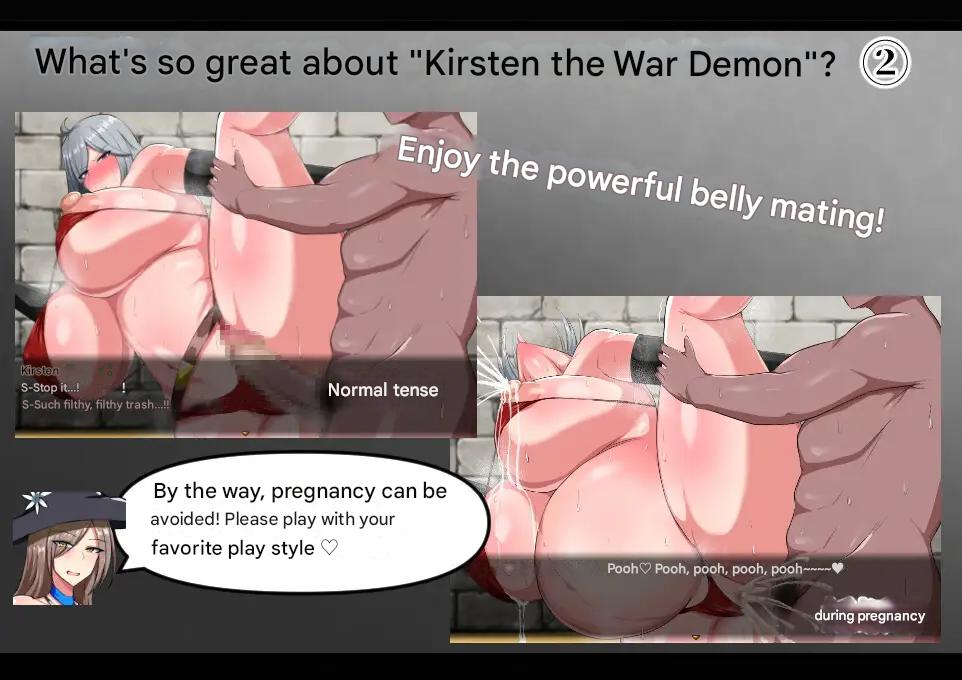 What's so great about "Kirsten the War Demon"? ②
Enjoy the powerful belly mating!
Kirsten
S-Stop it...! !
S-Such filthy, filthy trash...!!
Normal tense
By the way, pregnancy can be
avoided! Please play with your
favorite play style ♡
Pooh♡ Pooh, pooh, pooh, pooh~~~~♥
during pregnancy